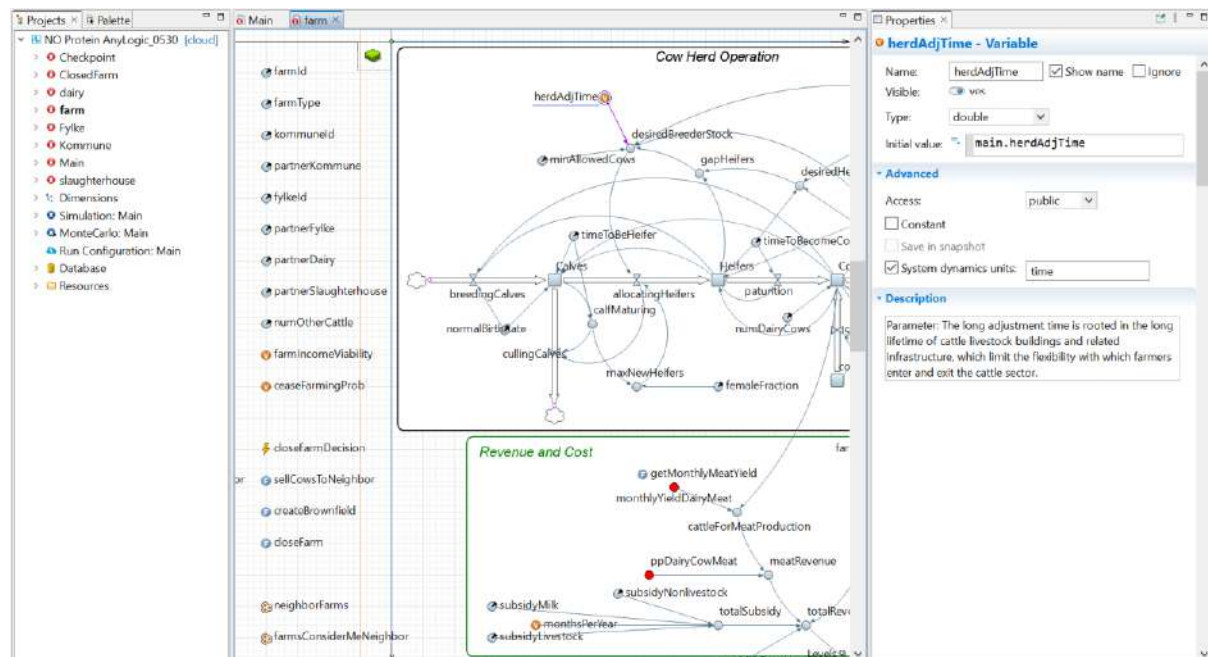 Projects
Palette
NO Protein AnyLogic_0530 [cloud]
Checkpoint
ClosedFarm
dairy
farm
Fylke
Kommune
Main
slaughterhouse
Dimensions
Simulation: Main
MonteCarlo: Main
Run Configuration: Main
Database
Resources
Main
farm
farmId
farmType
kommuneId
partnerKommune
fylkeId
partnerFylke
partnerDairy
partnerSlaughterhouse
numOtherCattle
farmIncomeViability
ceaseFarmingProb
closeFarmDecision
or
sellCowsToNeighbor
createBrownfield
closeFarm
neighborFarms
farmsConsiderMeNeighbor
Cow Herd Operation
herdAdjTime
desiredBreederStock
minAllowedCows
gapHeifers
desiredHe
timeToBeHeifer
timeToBecomeCo
Calves
Heifers
Co
breedingCalves
allocatingHeifers
paturition
normalBirthRate
calfMaturing
numDairyCows
cullingCalves
maxNewHeifers
femaleFraction
co
Revenue and Cost
far
getMonthlyMeatYield
monthlyYieldDairyMeat
cattleForMeatProduction
ppDairyCowMeat
meatRevenue
subsidyNonlivestock
subsidyMilk
totalSubsidy
totalReve
monthsPerYear
subsidyLivestock
Properties
herdAdjTime - Variable
Name:
herdAdjTime
Show name
Ignore
Visible:
yes
Type:
double
Initial value:
main.herdAdjTime
Advanced
Access:
public
Constant
Save in snapshot
System dynamics units:
time
Description
Parameter: The long adjustment time is rooted in the long
lifetime of cattle livestock buildings and related
infrastructure, which limit the flexibility with which farmers
enter and exit the cattle sector.